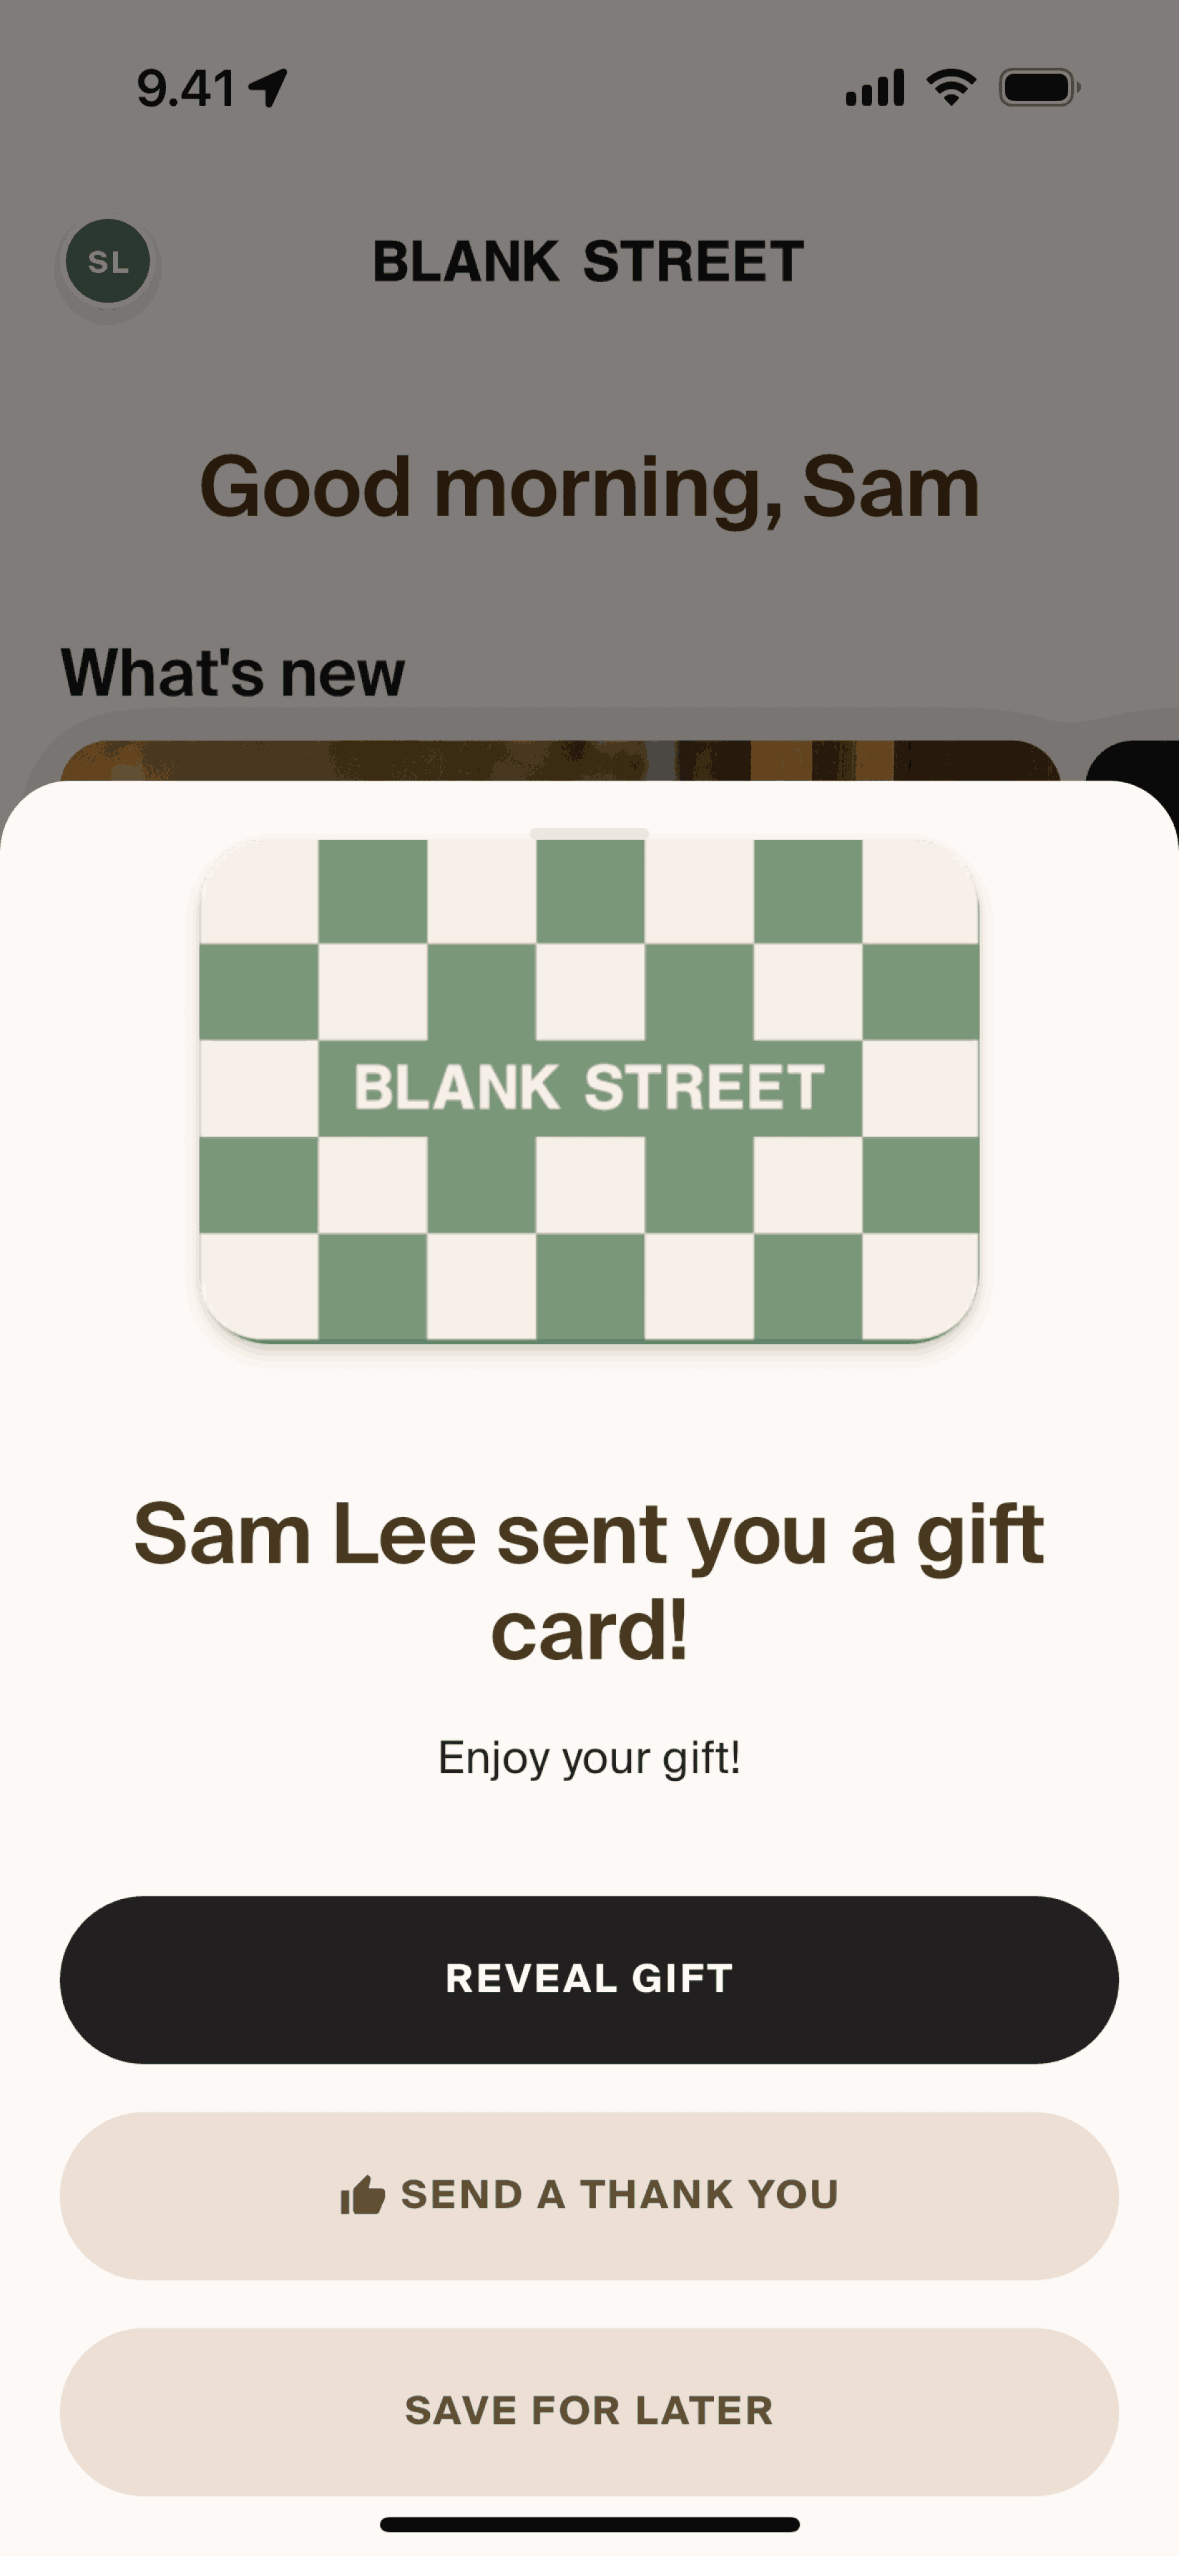 9.41
SL
BLANK STREET
Good morning, Sam
What's new
BLANK STREET
Sam Lee sent you a gift
card!
Enjoy your gift!
REVEAL GIFT
SEND A THANK YOU
SAVE FOR LATER